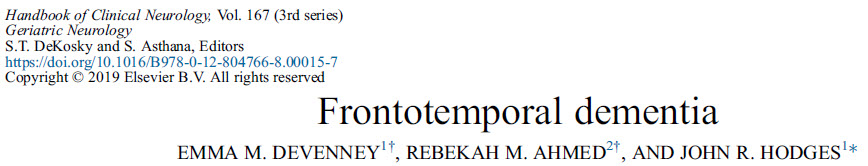 Handbook of Clinical Neurology, Vol. 167 (3rd series)
Geriatric Neurology
S.T. DeKosky and S. Asthana, Editors
https://doi.org/10.1016/B978-0-12-804766-8.00015-7
Copyright © 2019 Elsevier B.V. All rights reserved
Frontotemporal dementia
EMMA M. DEVENNEY1†, REBEKAH M. AHMED2†, AND JOHN R. HODGES1*